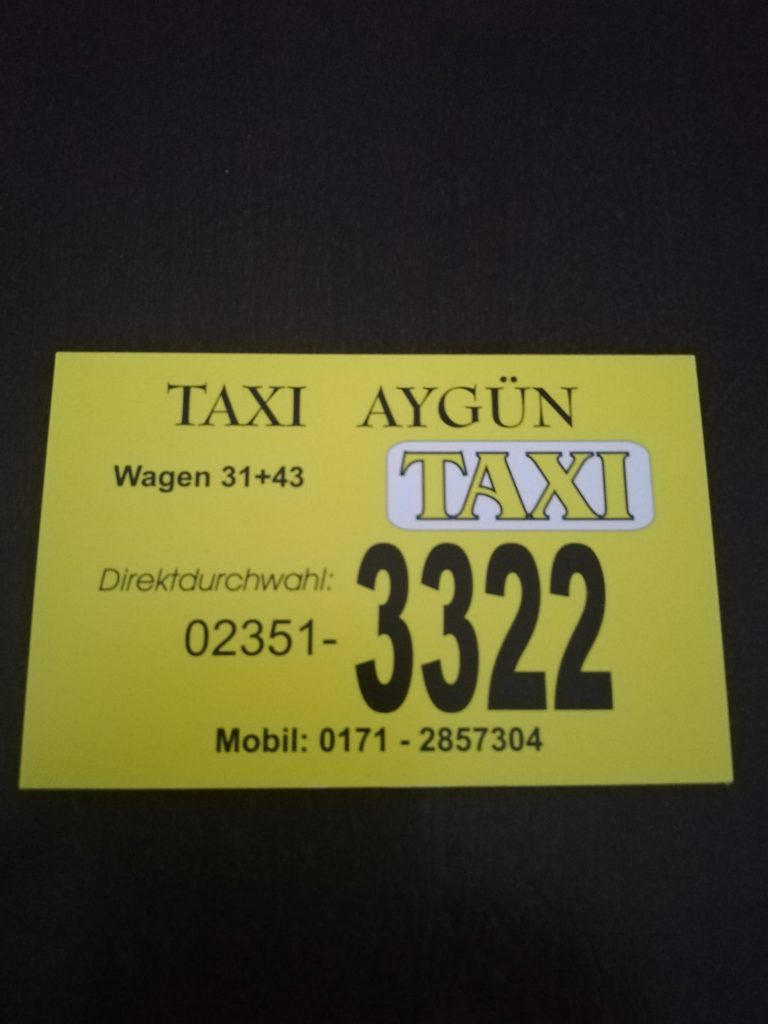 TAXI AYGÜN
Wagen 31+43
TAXI
Direktdurchwahl:
02351-3322
Mobil: 0171 - 2857304